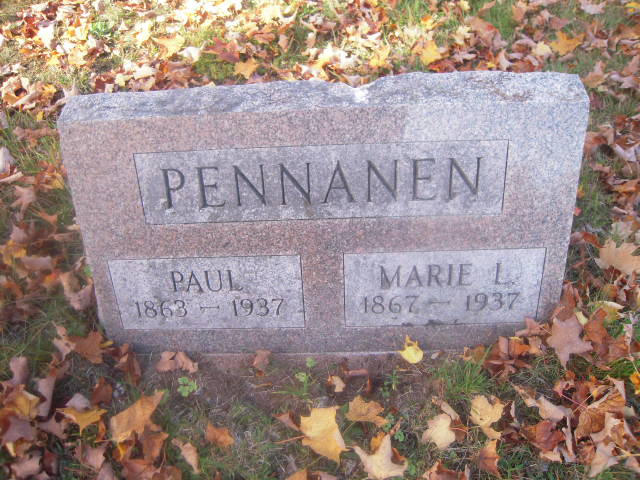 PENNANEN
PAUL
1863 — 1937
MARIE L.
1867 — 1937